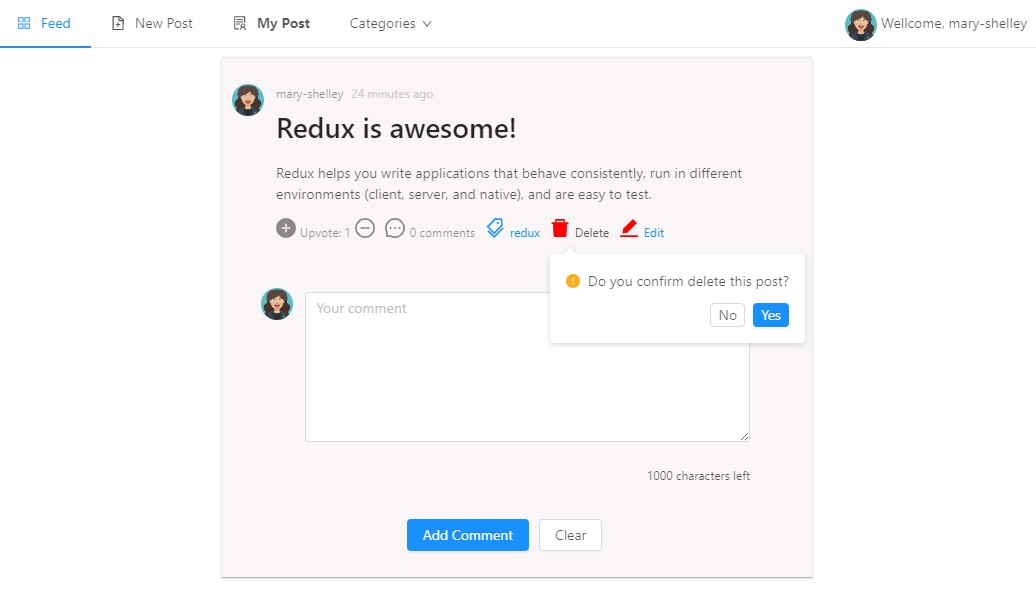 Feed New Post My Post Categories Wellcome, mary-shelley
mary-shelley 24 minutes ago
Redux is awesome!
Redux helps you write applications that behave consistently, run in different
environments (client, server, and native), and are easy to test.
Upvote: 1 0 comments redux Delete Edit
Do you confirm delete this post?
No Yes
Your comment
1000 characters left
Add Comment Clear